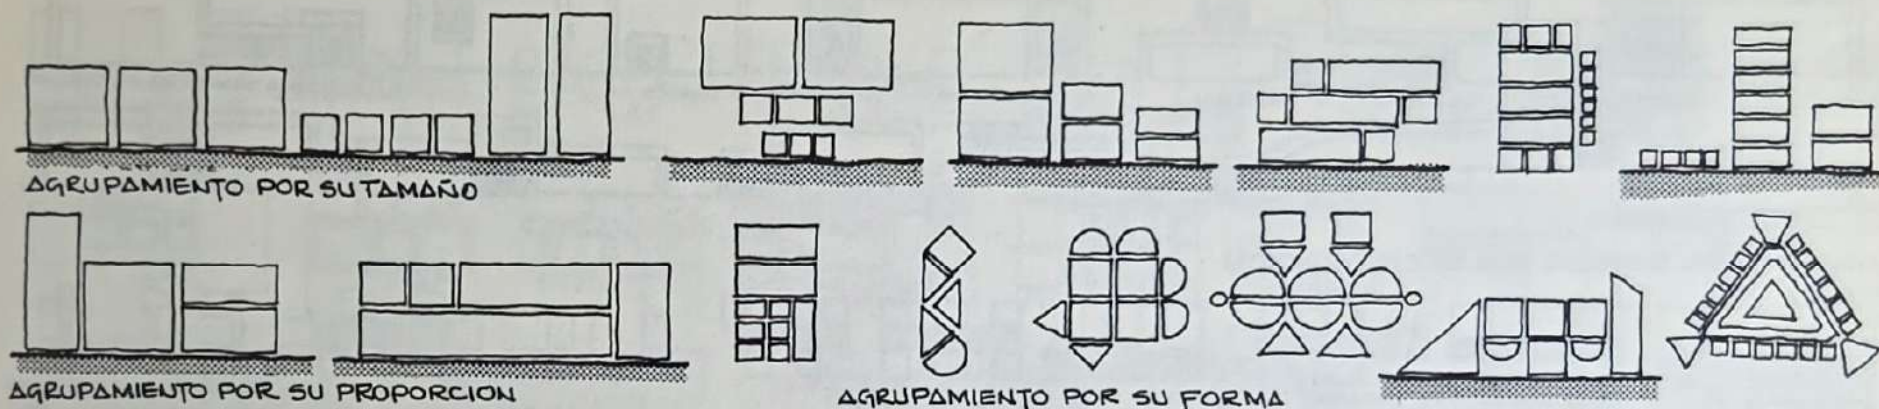 AGRUPAMIENTO POR SU TAMAÑO
AGRUPAMIENTO POR SU PROPORCION
AGRUPAMIENTO POR SU FORMA